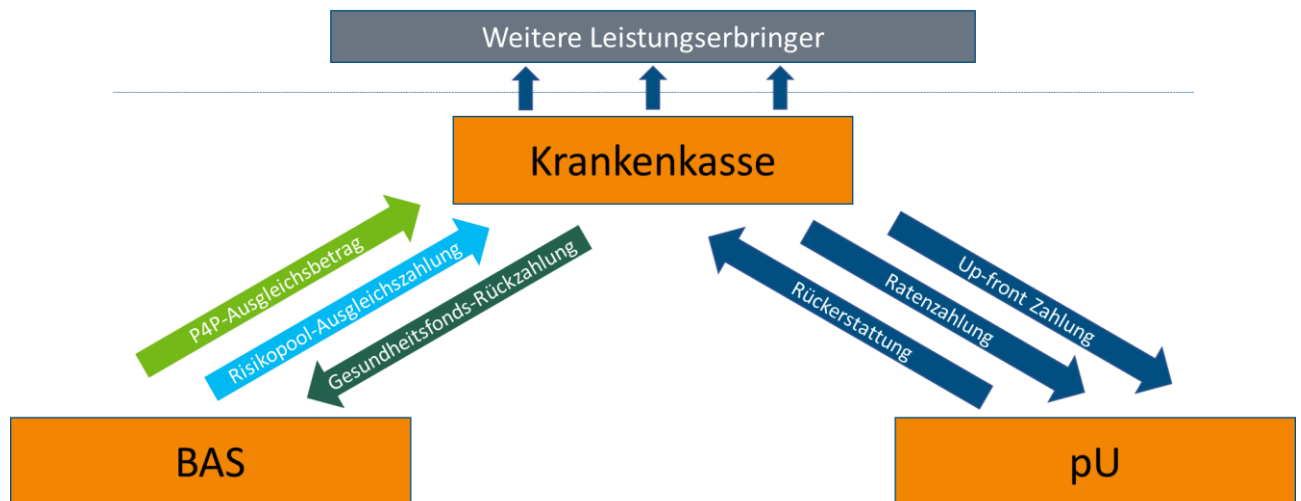 Weitere Leistungserbringer
Krankenkasse
P4P-Ausgleichsbetrag
Risikopool-Ausgleichszahlung
Gesundheitsfonds-Rückzahlung
Rückerstattung
Ratenzahlung
Up-front Zahlung
BAS
pU